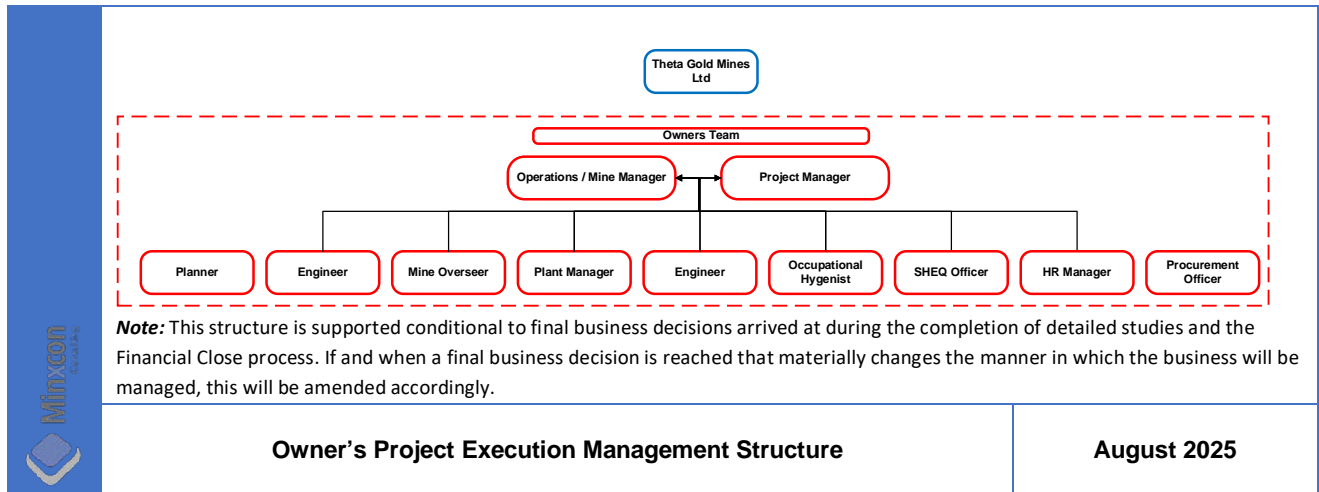 Theta Gold Mines
Ltd
Owners Team
Operations / Mine Manager
Project Manager
Planner
Engineer
Mine Overseer
Plant Manager
Engineer
Occupational
Hygenist
SHEQ Officer
HR Manager
Procurement
Officer
Note: This structure is supported conditional to final business decisions arrived at during the completion of detailed studies and the
Financial Close process. If and when a final business decision is reached that materially changes the manner in which the business will be
managed, this will be amended accordingly.
Minxcon
Owner's Project Execution Management Structure
August 2025